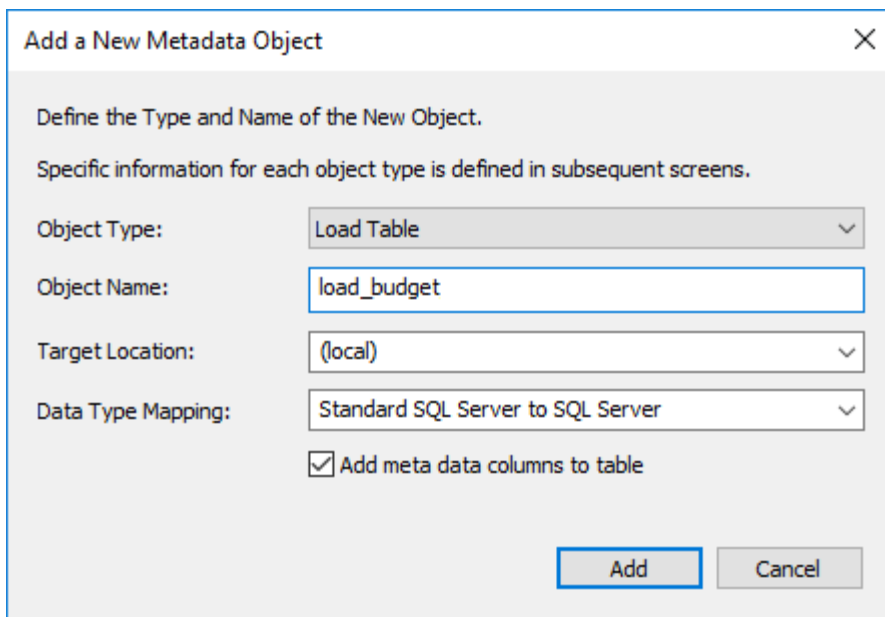 Add a New Metadata Object
Define the Type and Name of the New Object.
Specific information for each object type is defined in subsequent screens.
Object Type: Load Table
Object Name: load_budget
Target Location: (local)
Data Type Mapping: Standard SQL Server to SQL Server
Add meta data columns to table
Add Cancel